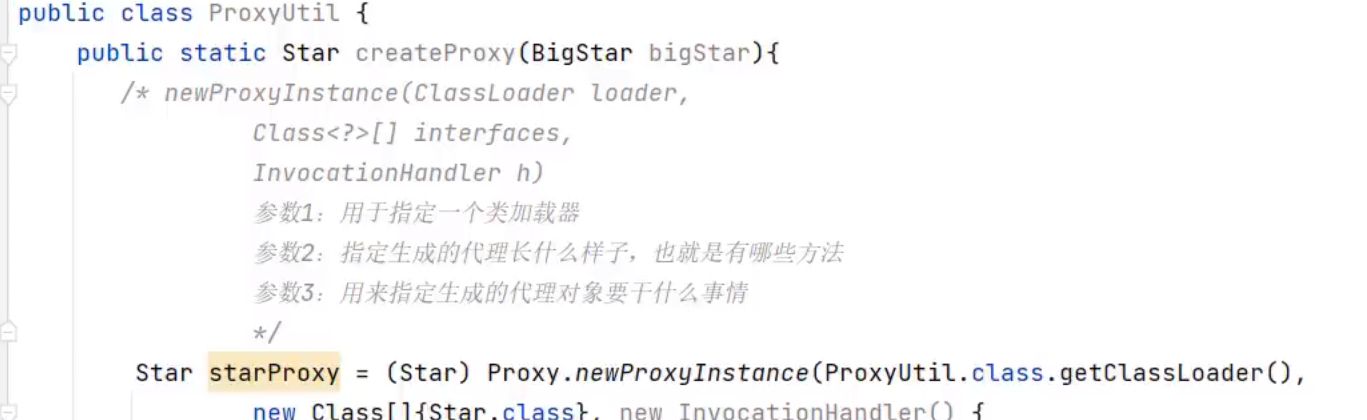 public class ProxyUtil {
public static Star createProxy(BigStar bigStar){
/* newProxyInstance(ClassLoader loader,
Class<?>[] interfaces,
InvocationHandler h)
参数1：用于指定一个类加载器
参数2：指定生成的代理长什么样子，也就是有哪些方法
参数3：用来指定生成的代理对象要干什么事情
*/
Star starProxy = (Star) Proxy.newProxyInstance(ProxyUtil.class.getClassLoader(),
new Class[]{Star.class}, new InvocationHandler() {